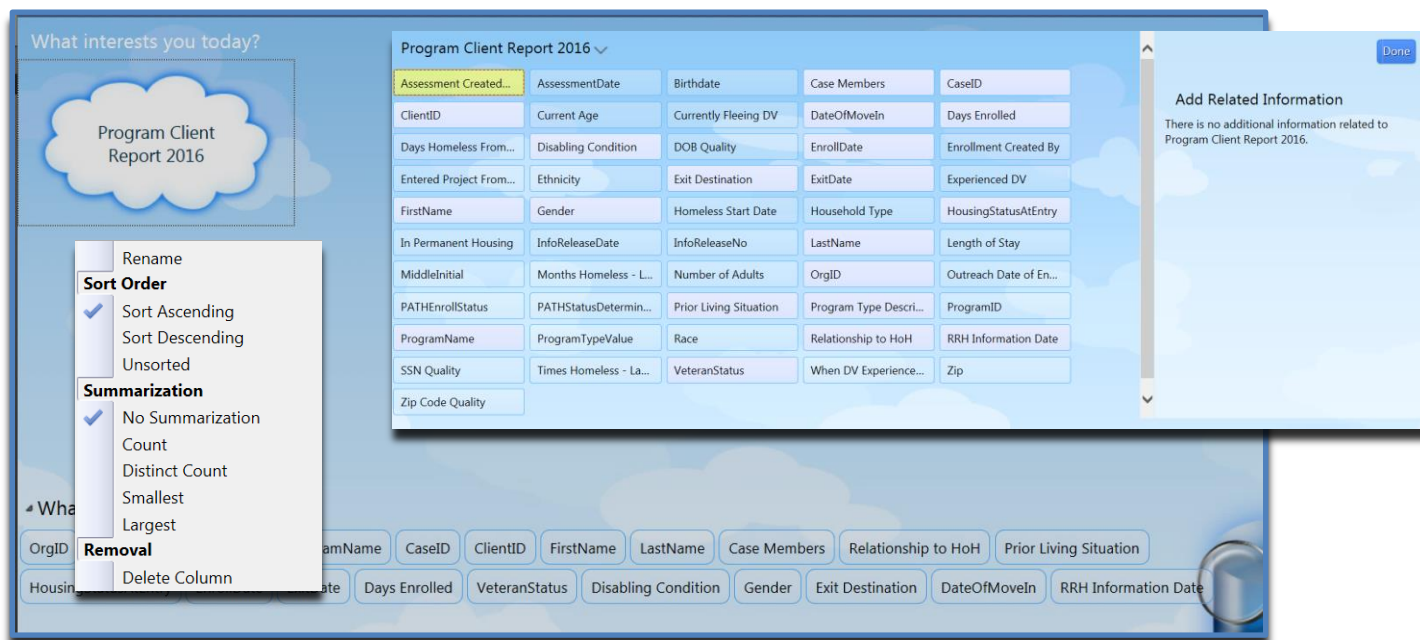 What interests you today?
Program Client
Report 2016
Program Client Report 2016
Assessment Created... AssessmentDate Birthdate Case Members CaseID
ClientID Current Age Currently Fleeing DV DateOfMoveIn Days Enrolled
Days Homeless From... Disabling Condition DOB Quality EnrollDate Enrollment Created By
Entered Project From... Ethnicity Exit Destination ExitDate Experienced DV
FirstName Gender Homeless Start Date Household Type HousingStatusAtEntry
In Permanent Housing InfoReleaseDate InfoReleaseNo LastName Length of Stay
MiddleInitial Months Homeless - L... Number of Adults OrgID Outreach Date of En...
PATHEnrollStatus PATHStatusDetermin... Prior Living Situation Program Type Descri... ProgramID
ProgramName ProgramTypeValue Race Relationship to HoH RRH Information Date
SSN Quality Times Homeless - La... VeteranStatus When DV Experience... Zip
Zip Code Quality
Done
Add Related Information
There is no additional information related to
Program Client Report 2016.
Rename
Sort Order
Sort Ascending
Sort Descending
Unsorted
Summarization
No Summarization
Count
Distinct Count
Smallest
Largest
Removal
Delete Column
Wha
OrgID amName CaseID ClientID FirstName LastName Case Members Relationship to HoH Prior Living Situation
Housin ate Days Enrolled VeteranStatus Disabling Condition Gender Exit Destination DateOfMoveIn RRH Information Date